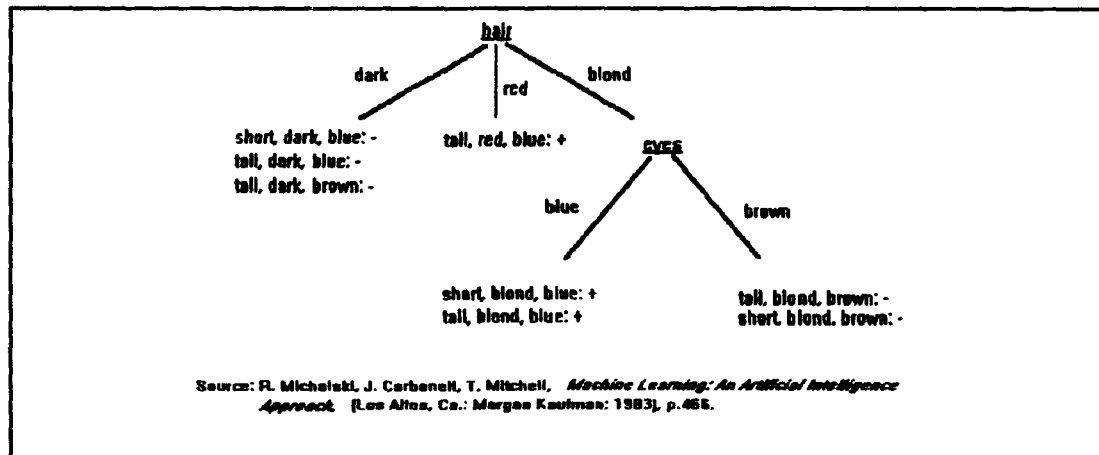 hair
dark
red
blond
short, dark, blue: -
tall, dark, blue: -
tall, dark, brown: -
tall, red, blue: +
eyes
blue
brown
short, blond, blue: +
tall, blond, blue: +
tall, blond, brown: -
short, blond, brown: -
Source: R. Michalski, J. Carbonell, T. Mitchell, Machine Learning: An Artificial Intelligence
Approach, (Los Altos, Ca.: Morgan Kaufman: 1983), p.466.